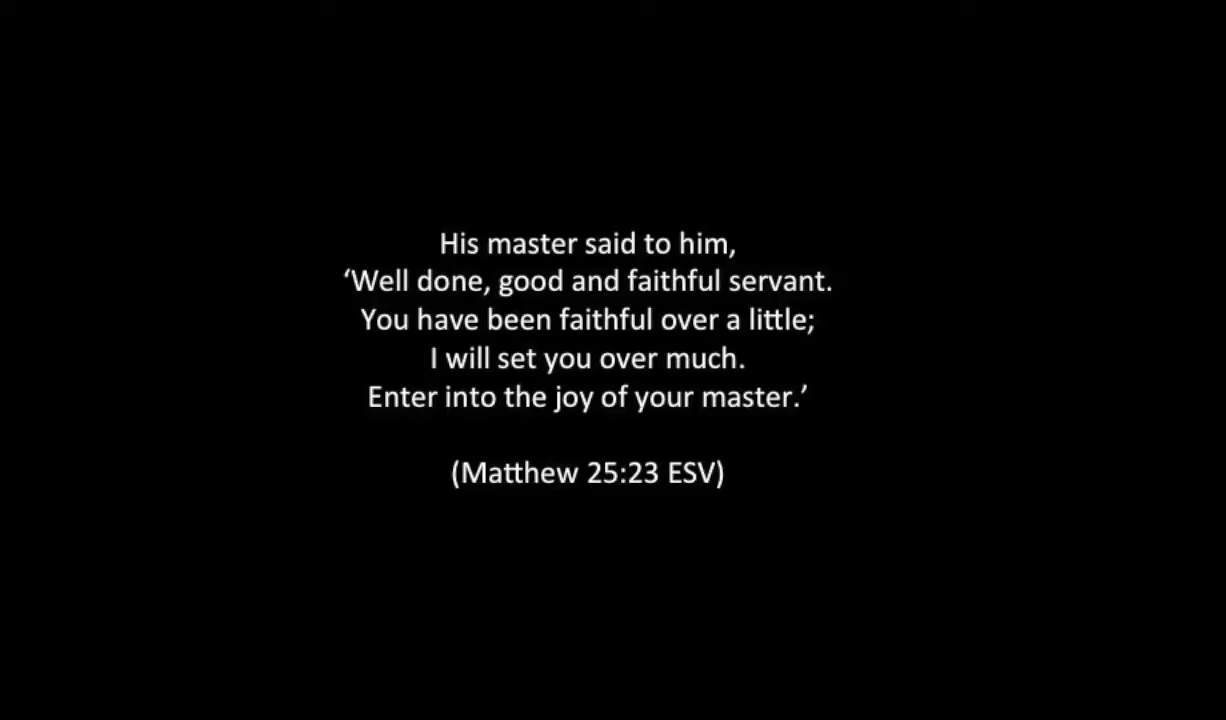 His master said to him,
‘Well done, good and faithful servant.
You have been faithful over a little;
I will set you over much.
Enter into the joy of your master.’
(Matthew 25:23 ESV)